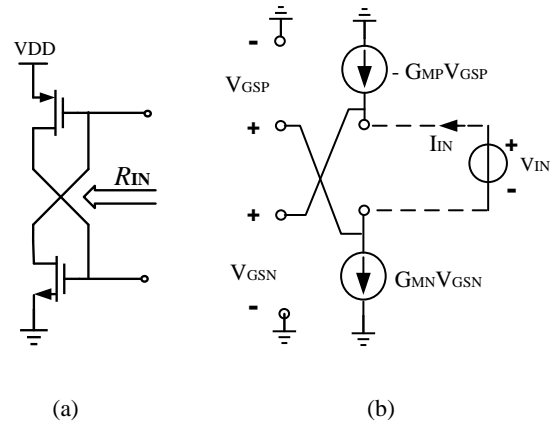 VDD
RIN
(a)
-
VGSP
+
+
VGSN
-
- GMPVGSP
IIN
+
VIN
-
GMNVGSN
(b)